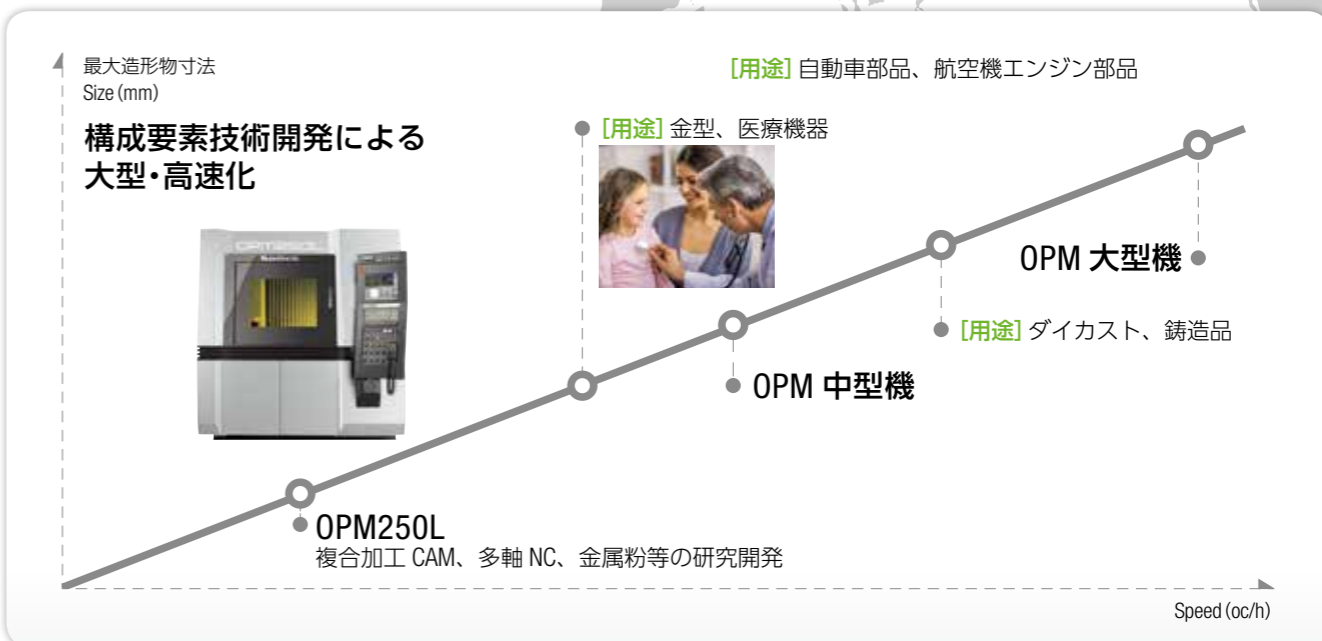 最大造形物寸法
Size (mm)
構成要素技術開発による
大型・高速化
[用途] 自動車部品、航空機エンジン部品
[用途] 金型、医療機器
OPM250L
OPM 大型機
[用途] ダイカスト、鋳造品
OPM 中型機
OPM250L
複合加工 CAM、多軸 NC、金属粉等の研究開発
Speed (oc/h)